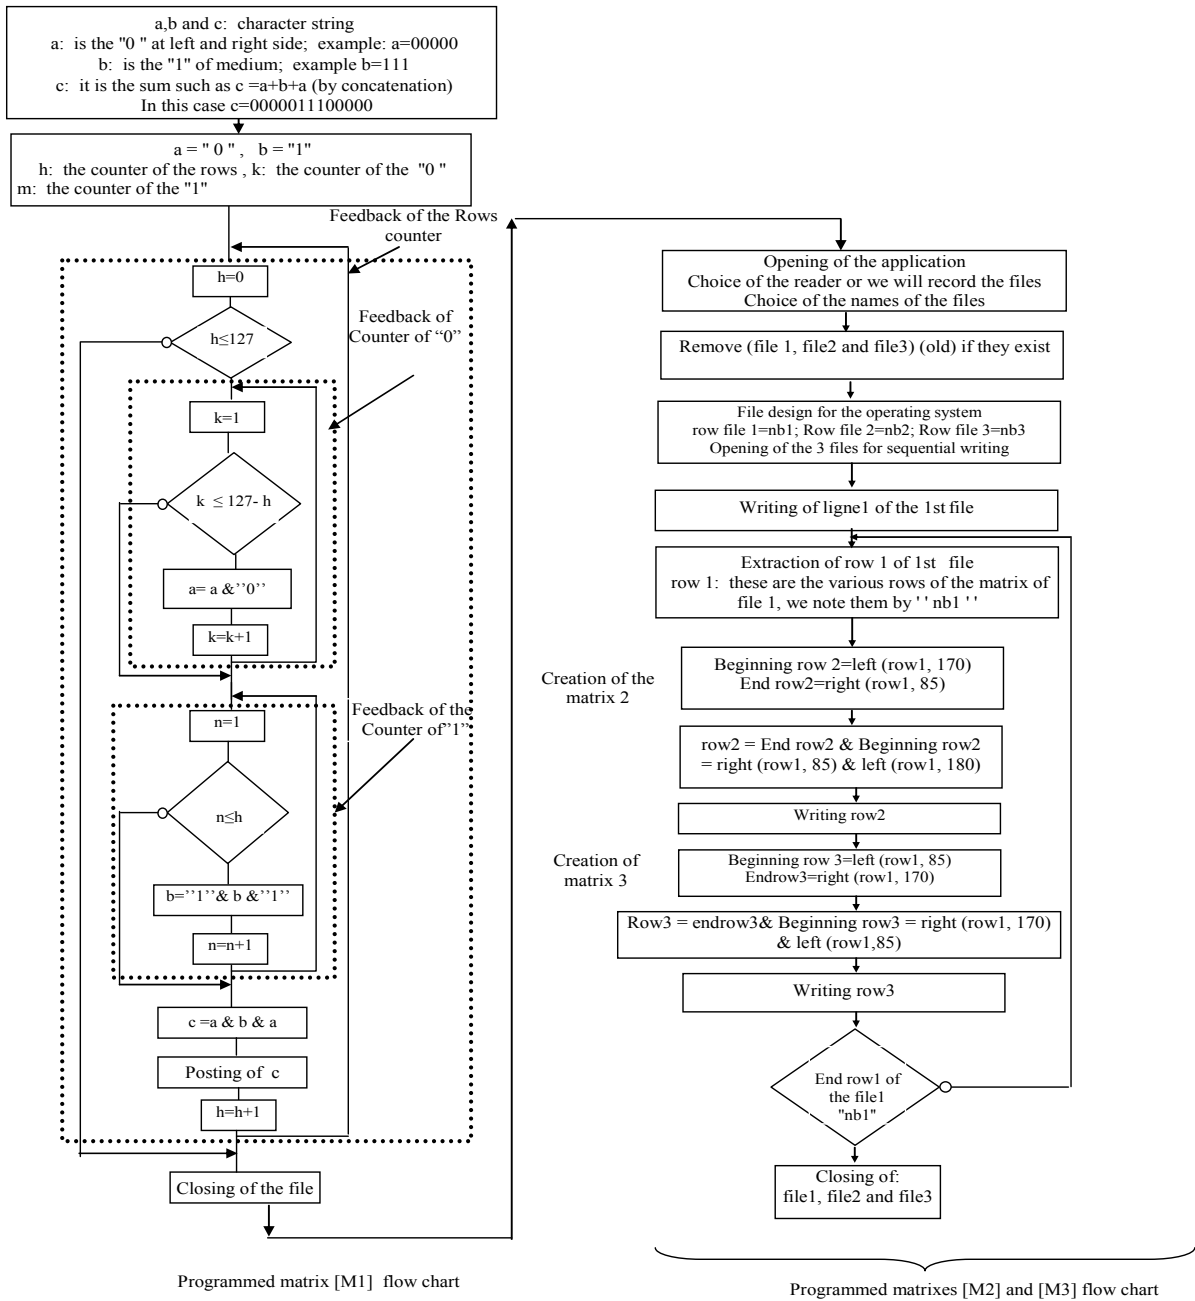 a,b and c: character string
a: is the "0 " at left and right side; example: a=00000
b: is the "1" of medium; example b=111
c: it is the sum such as c =a+b+a (by concatenation)
In this case c=0000011100000
a = " 0 " , b = "1"
h: the counter of the rows , k: the counter of the "0 "
m: the counter of the "1"
Feedback of the Rows
counter
h=0
h≤127
Feedback of
Counter of “0”
k=1
k ≤ 127- h
a= a &’’0’’
k=k+1
n=1
Feedback of the
Counter of”1”
n≤h
b=’’1’’& b &’’1’’
n=n+1
c =a & b & a
Posting of c
h=h+1
Closing of the file
Programmed matrix [M1] flow chart
Opening of the application
Choice of the reader or we will record the files
Choice of the names of the files
Remove (file 1, file2 and file3) (old) if they exist
File design for the operating system
row file 1=nb1; Row file 2=nb2; Row file 3=nb3
Opening of the 3 files for sequential writing
Writing of ligne1 of the 1st file
Extraction of row 1 of 1st file
row 1: these are the various rows of the matrix of
file 1, we note them by ' ' nb1 ' '
Creation of the
matrix 2
Beginning row 2=left (row1, 170)
End row2=right (row1, 85)
row2 = End row2 & Beginning row2
= right (row1, 85) & left (row1, 180)
Writing row2
Creation of
matrix 3
Beginning row 3=left (row1, 85)
Endrow3=right (row1, 170)
Row3 = endrow3& Beginning row3 = right (row1, 170)
& left (row1,85)
Writing row3
End row1 of
the file1
"nb1"
Closing of:
file1, file2 and file3
Programmed matrixes [M2] and [M3] flow chart